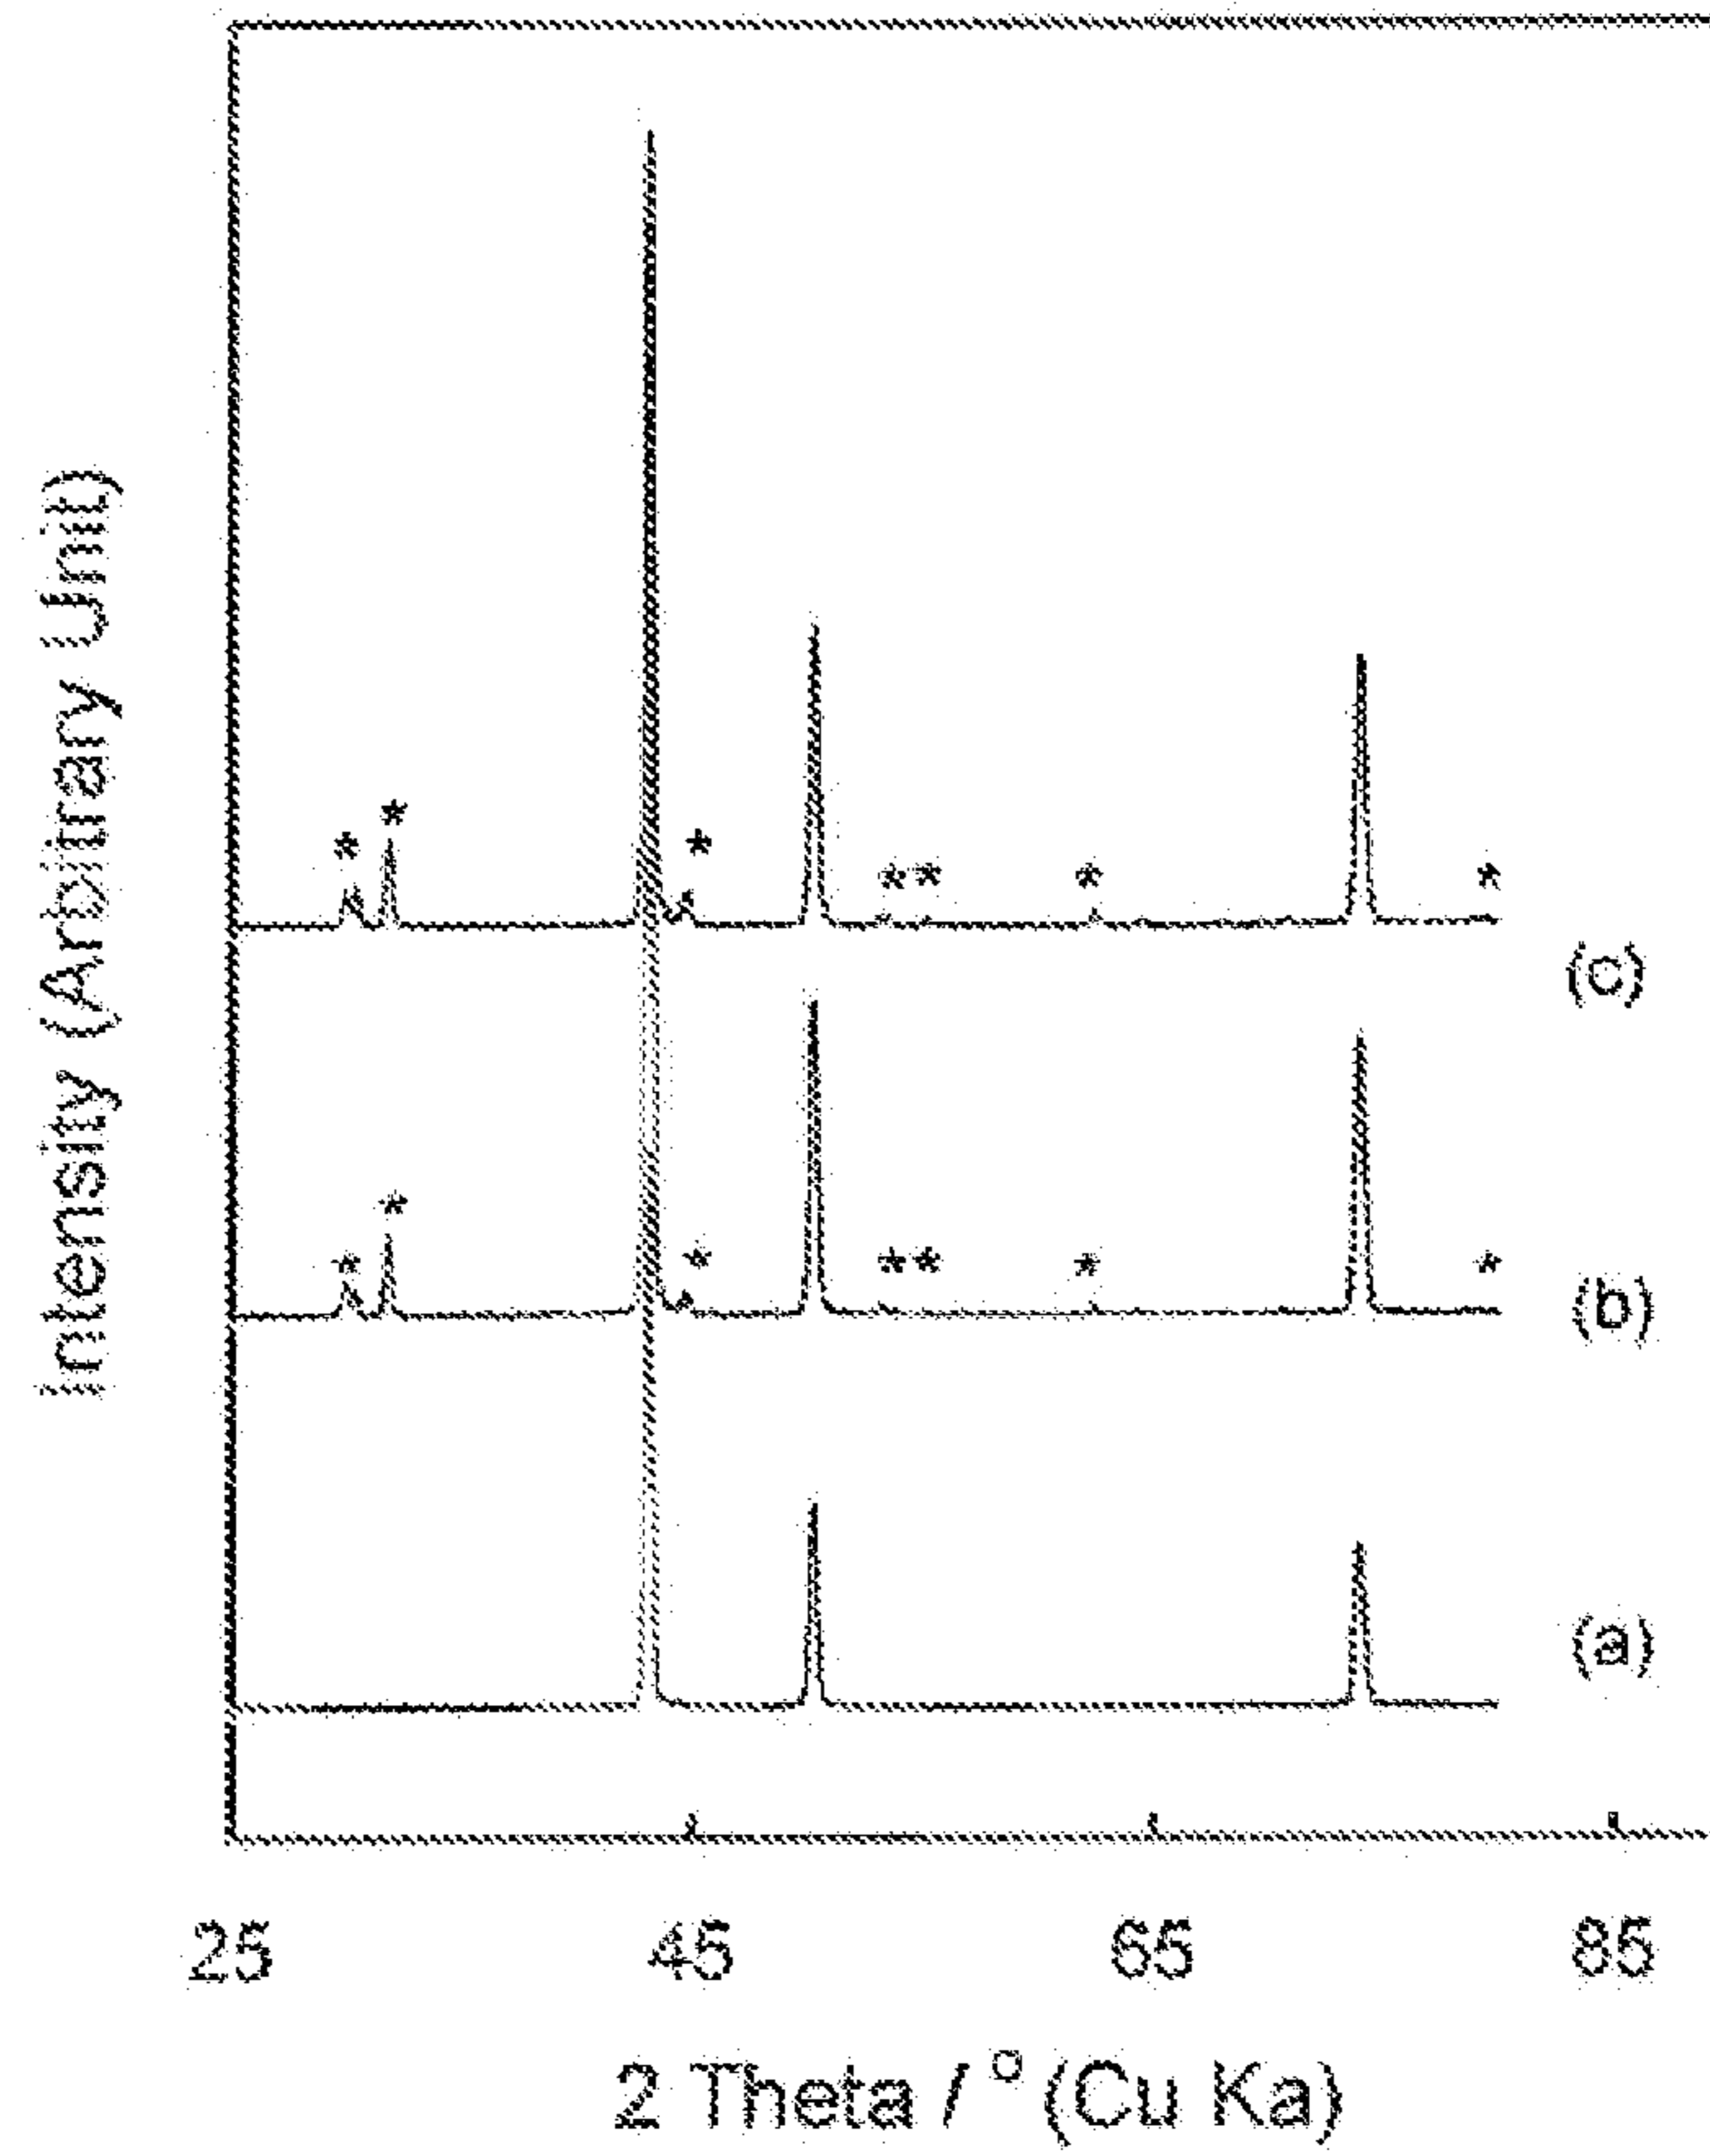 Intensity (Arbitrary Unit)
*
*
*
* *
*
*
(c)
*
*
*
* *
*
*
(b)
(a)
25 45 65 85
2 Theta / ° (Cu Ka)